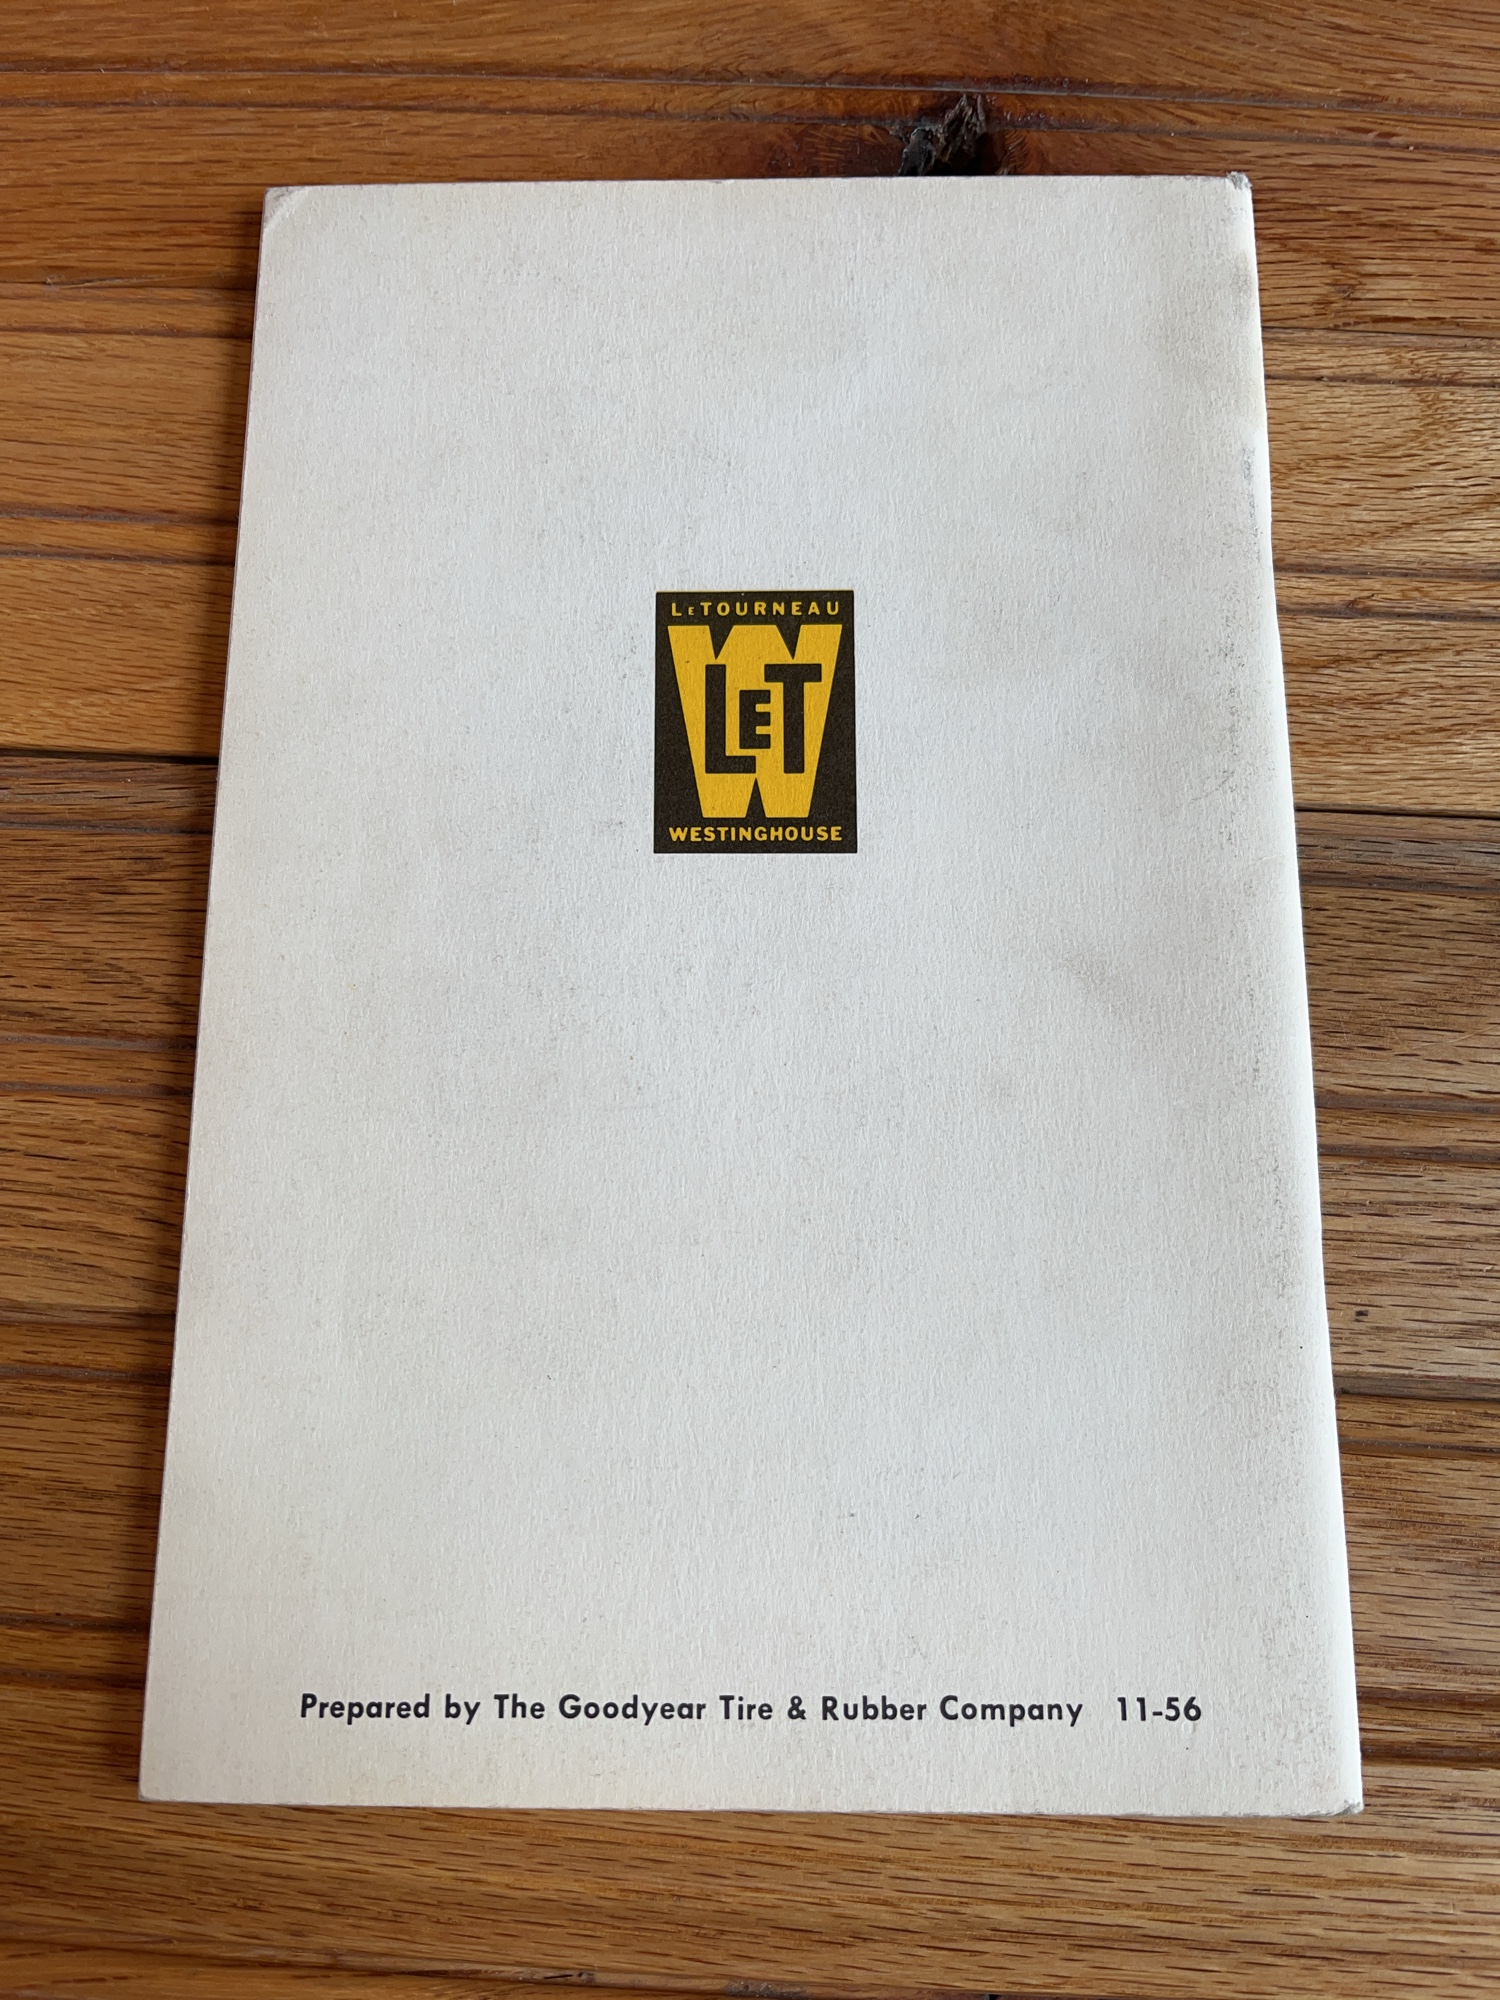 LeTOURNEAU
W
LeT
WESTINGHOUSE
Prepared by The Goodyear Tire & Rubber Company 11-56